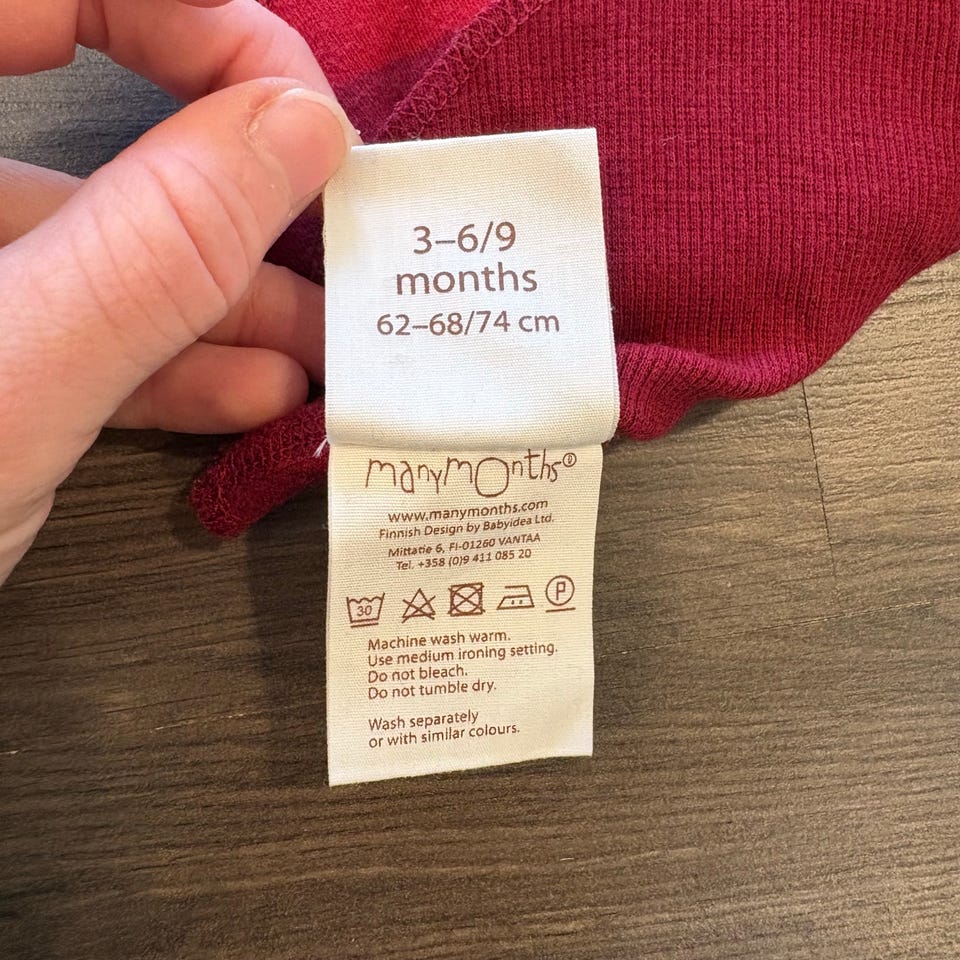 3–6/9
months
62–68/74 cm
manymonths®
www.manymonths.com
Finnish Design by Babyidea Ltd.
Mittatie 6, FI-01260 VANTAA
Tel. +358 (0)9 411 085 20
30 P
Machine wash warm.
Use medium ironing setting.
Do not bleach.
Do not tumble dry.
Wash separately
or with similar colours.